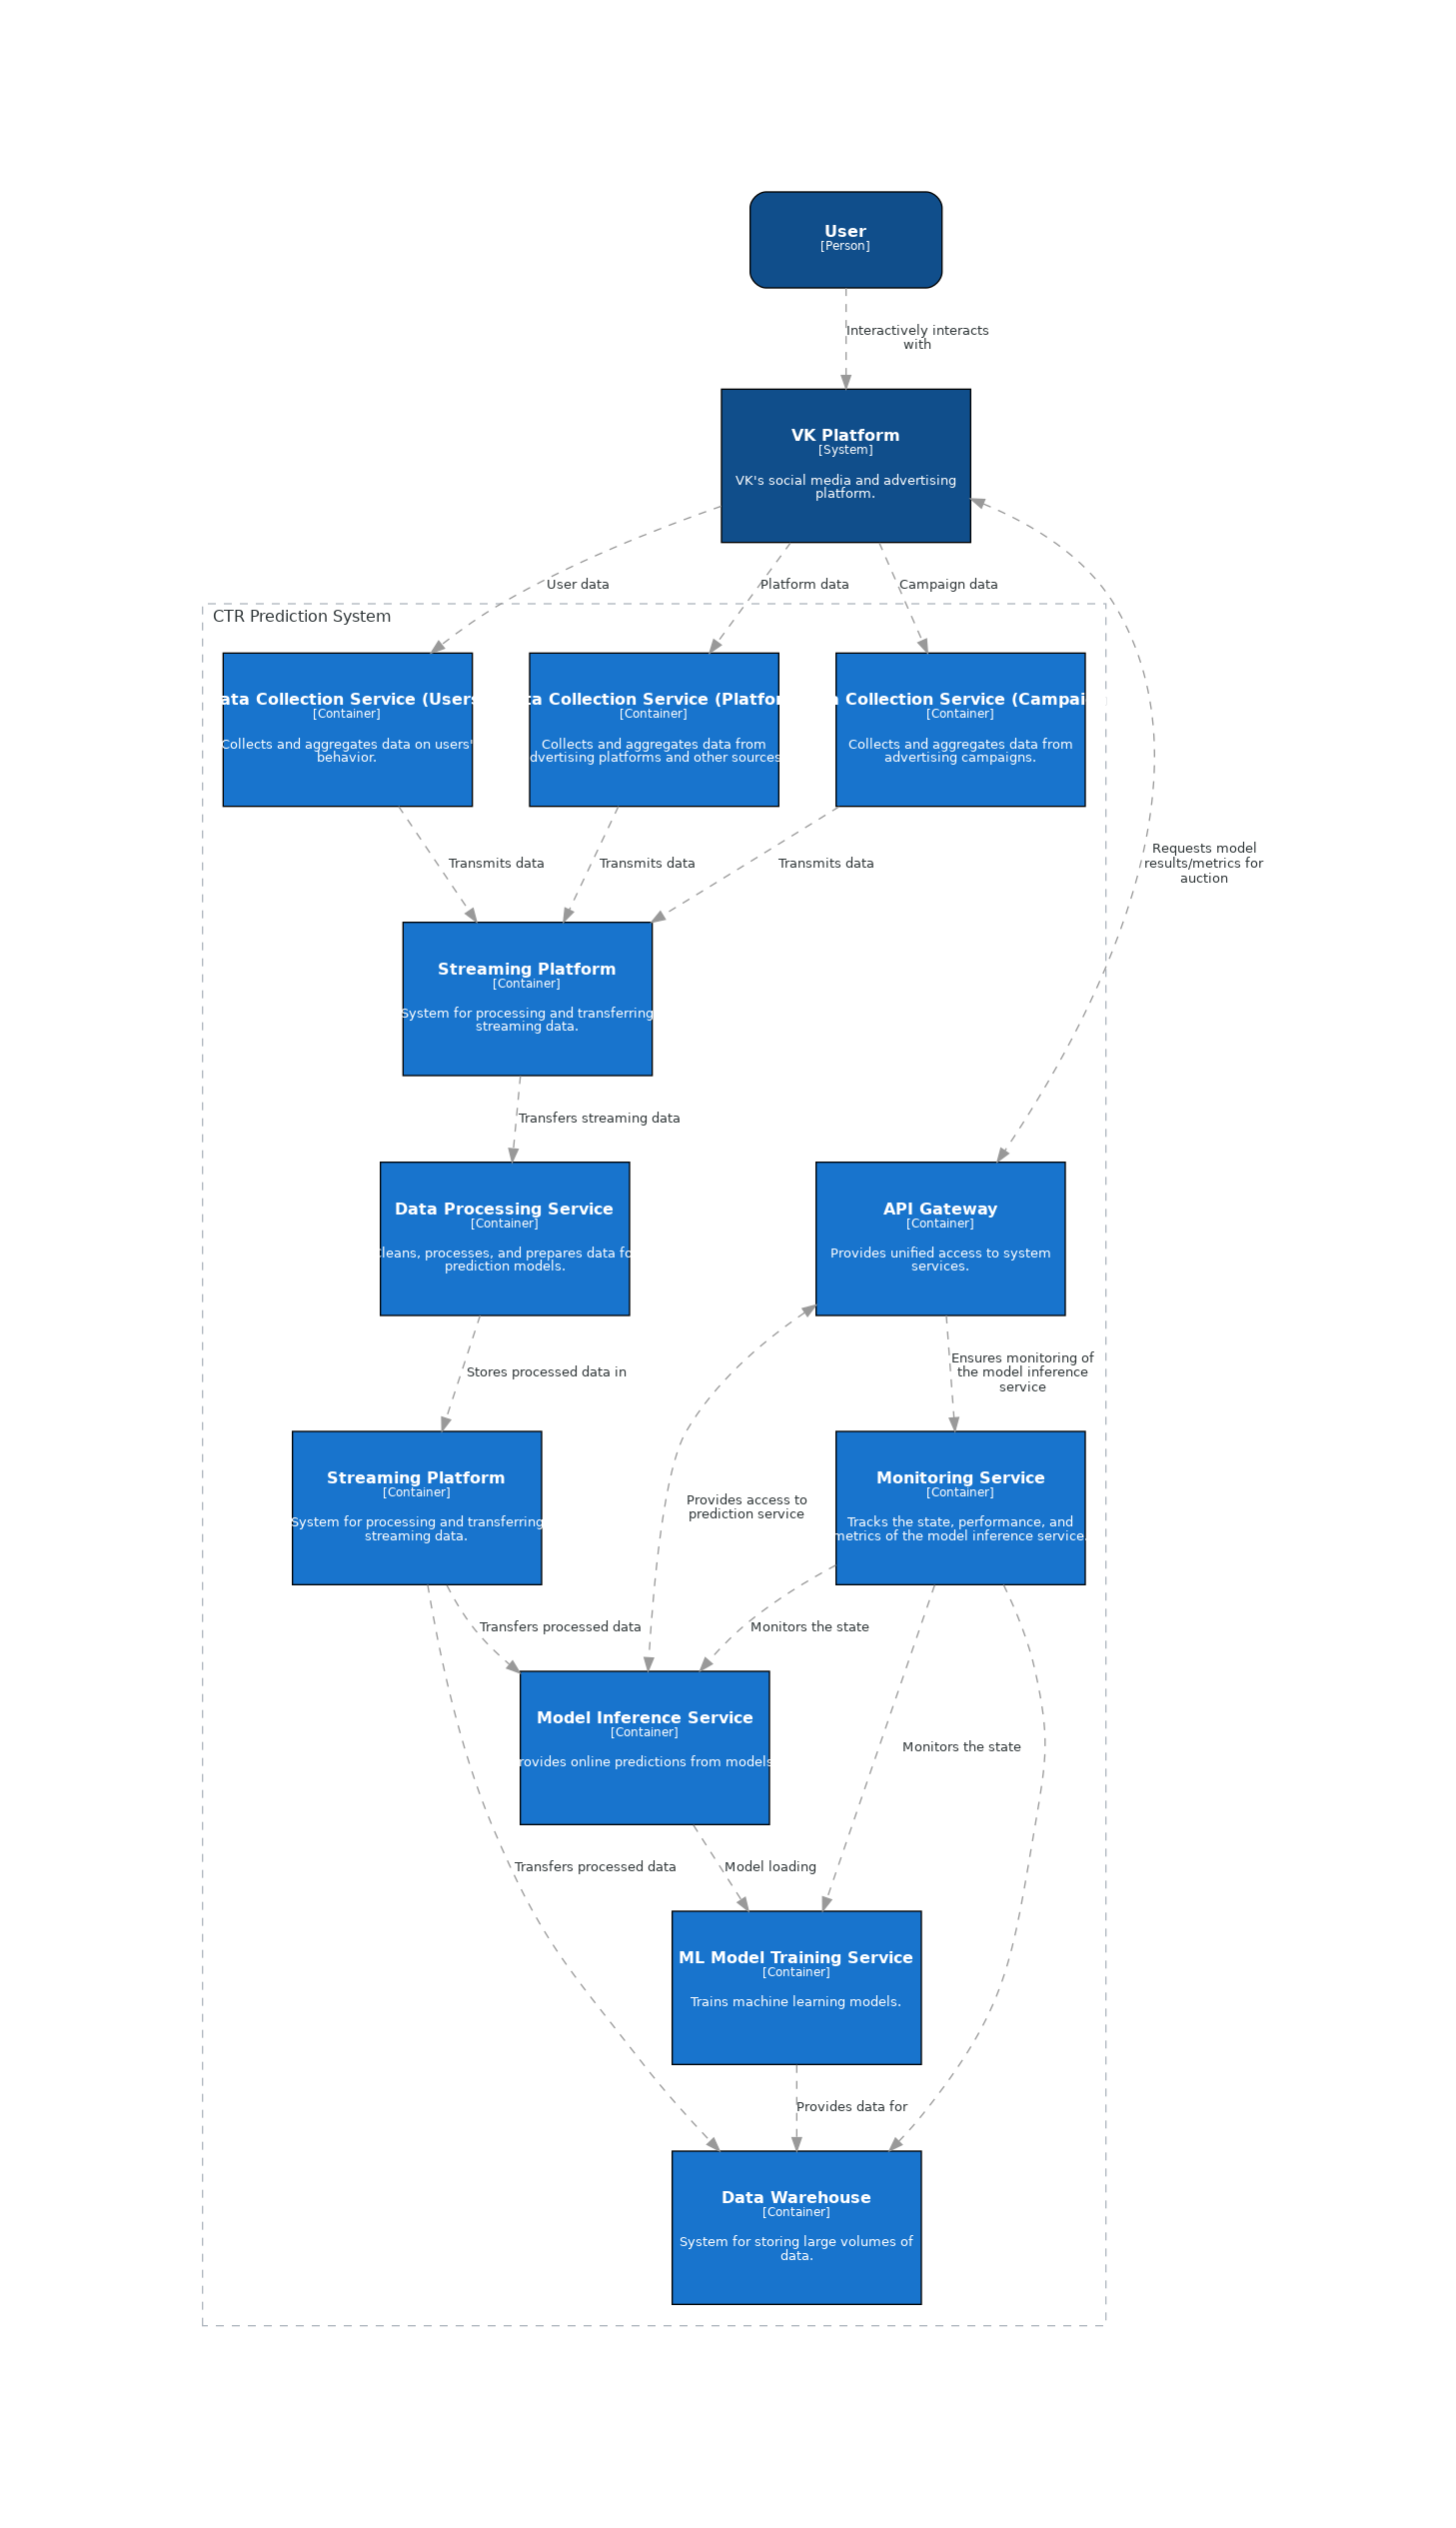 User
[Person]
Interactively interacts
with
VK Platform
[System]
VK's social media and advertising
platform.
User data
Platform data
Campaign data
CTR Prediction System
ata Collection Service (Users
[Container]
Collects and aggregates data on users'
behavior.
ta Collection Service (Platfor
[Container]
Collects and aggregates data from
dvertising platforms and other sources
Collection Service (Campai
[Container]
Collects and aggregates data from
advertising campaigns.
Transmits data
Transmits data
Transmits data
Requests model
results/metrics for
auction
Streaming Platform
[Container]
System for processing and transferring
streaming data.
Transfers streaming data
Data Processing Service
[Container]
leans, processes, and prepares data fo
prediction models.
API Gateway
[Container]
Provides unified access to system
services.
Stores processed data in
Ensures monitoring of
the model inference
service
Streaming Platform
[Container]
System for processing and transferring
streaming data.
Provides access to
prediction service
Monitoring Service
[Container]
Tracks the state, performance, and
metrics of the model inference service.
Transfers processed data
Monitors the state
Model Inference Service
[Container]
rovides online predictions from models
Monitors the state
Transfers processed data
Model loading
ML Model Training Service
[Container]
Trains machine learning models.
Provides data for
Data Warehouse
[Container]
System for storing large volumes of
data.